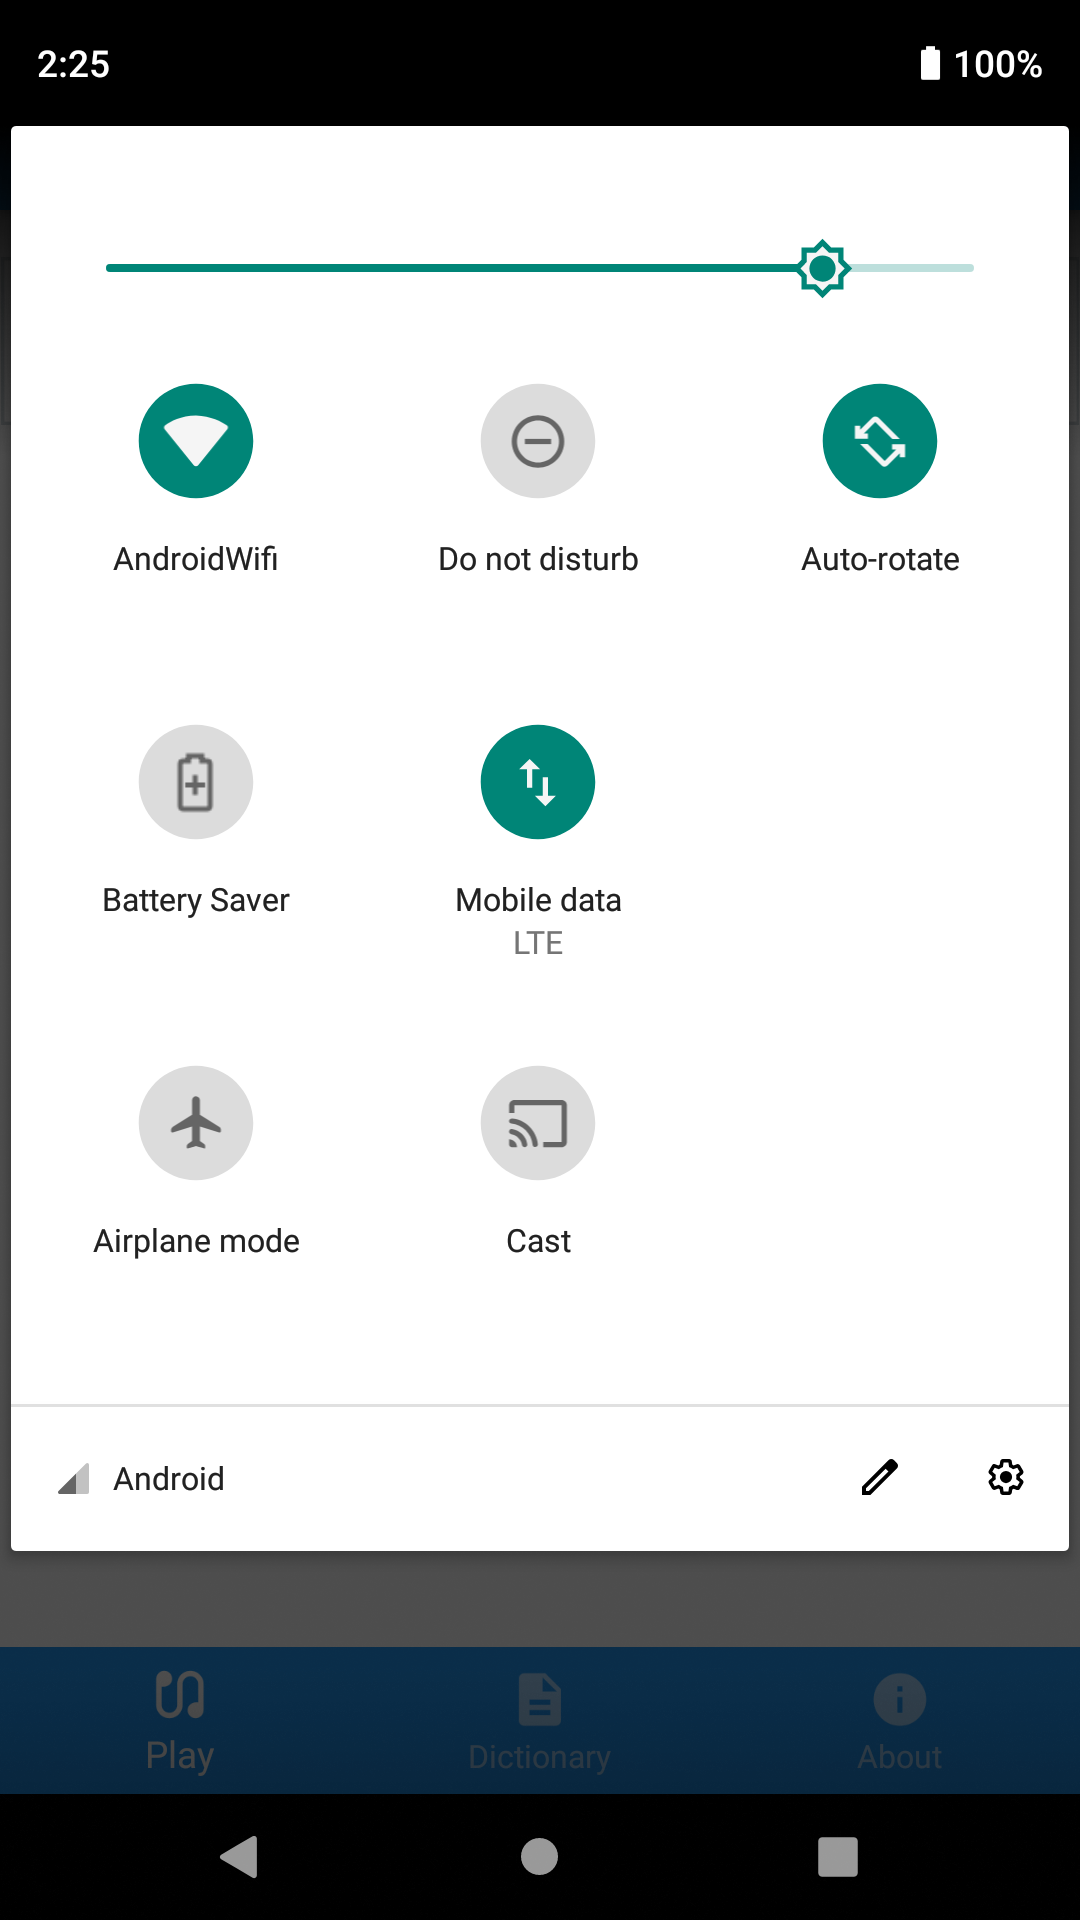 2:25
100%
AndroidWifi
Do not disturb
Auto-rotate
Battery Saver
Mobile data
LTE
Airplane mode
Cast
Android
Play
Dictionary
About